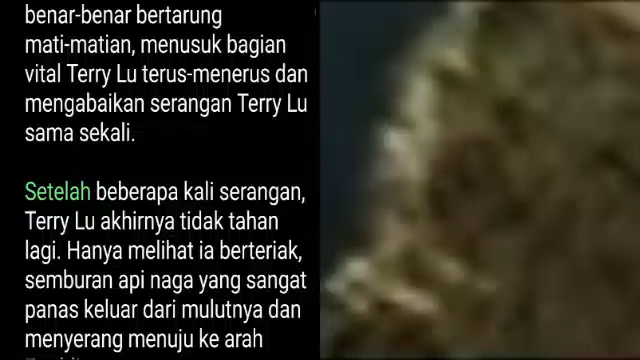 benar-benar bertarung
mati-matian, menusuk bagian
vital Terry Lu terus-menerus dan
mengabaikan serangan Terry Lu
sama sekali.
Setelah beberapa kali serangan,
Terry Lu akhirnya tidak tahan
lagi. Hanya melihat ia berteriak,
semburan api naga yang sangat
panas keluar dari mulutnya dan
menyerang menuju ke arah